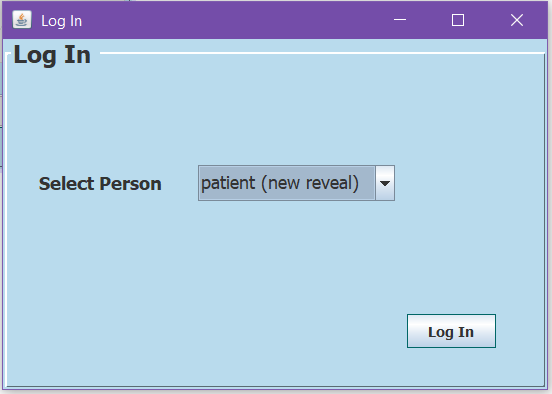 Log In
Log In
Select Person
patient (new reveal)
Log In